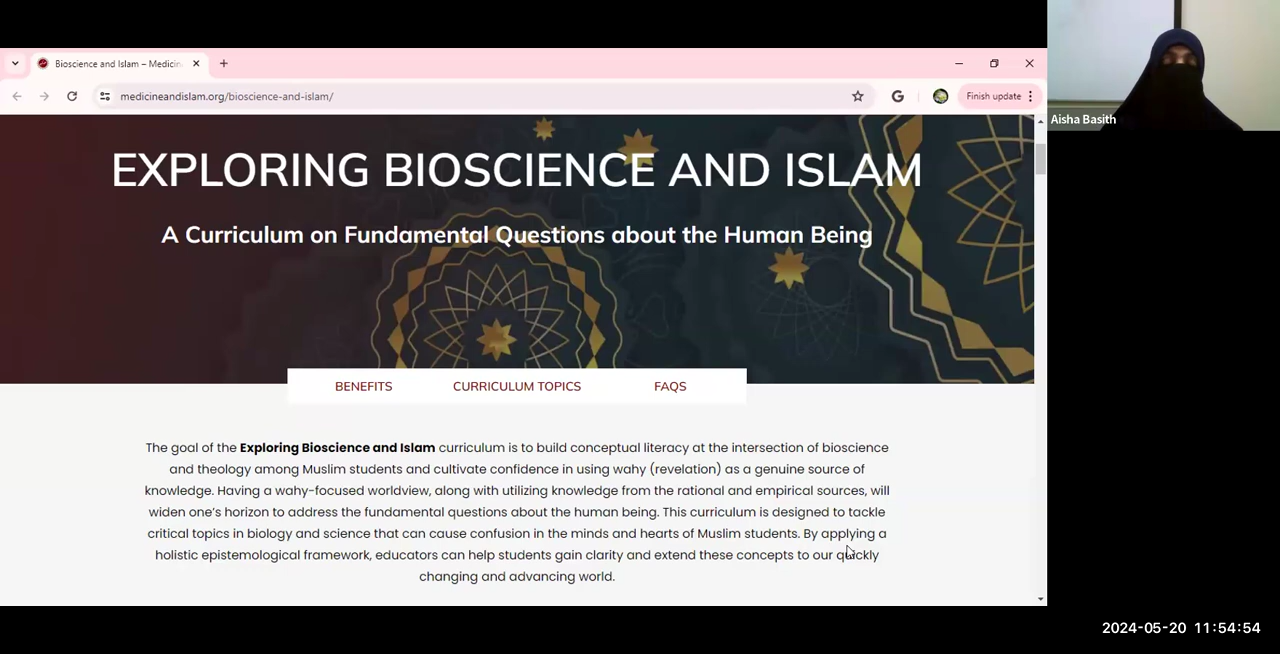 Bioscience and Islam – Medicin
medicineandislam.org/bioscience-and-islam/
Finish update
Aisha Basith
EXPLORING BIOSCIENCE AND ISLAM
A Curriculum on Fundamental Questions about the Human Being
BENEFITS CURRICULUM TOPICS FAQS
The goal of the Exploring Bioscience and Islam curriculum is to build conceptual literacy at the intersection of bioscience
and theology among Muslim students and cultivate confidence in using wahy (revelation) as a genuine source of
knowledge. Having a wahy-focused worldview, along with utilizing knowledge from the rational and empirical sources, will
widen one’s horizon to address the fundamental questions about the human being. This curriculum is designed to tackle
critical topics in biology and science that can cause confusion in the minds and hearts of Muslim students. By applying a
holistic epistemological framework, educators can help students gain clarity and extend these concepts to our quickly
changing and advancing world.
2024-05-20 11:54:54